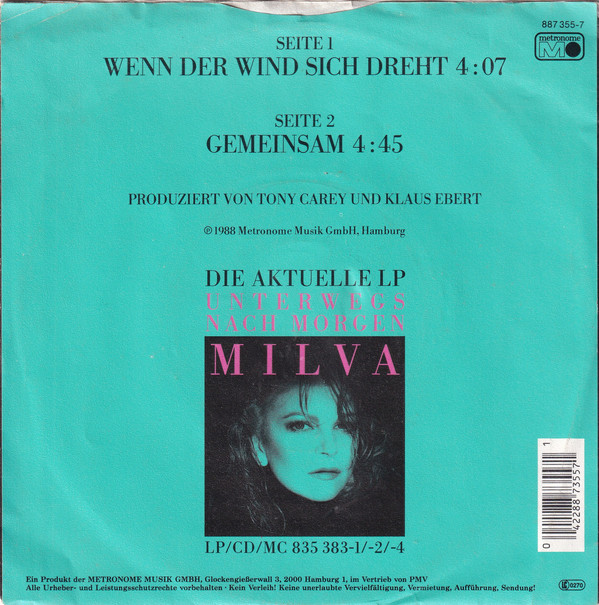 887 355-7
metronome
SEITE 1
WENN DER WIND SICH DREHT 4:07
SEITE 2
GEMEINSAM 4:45
PRODUZIERT VON TONY CAREY UND KLAUS EBERT
℗1988 Metronome Musik GmbH, Hamburg
DIE AKTUELLE LP
UNTERWEGS
NACH MORGEN
MILVA
LP/CD/MC 835 383-1/-2/-4
0 42288 73557 1
LC 0270
Ein Produkt der METRONOME MUSIK GMBH, Glockengießerwall 3, 2000 Hamburg 1, im Vertrieb von PMV
Alle Urheber- und Leistungsschutzrechte vorbehalten · Kein Verleih! Keine unerlaubte Vervielfältigung, Vermietung, Aufführung, Sendung!